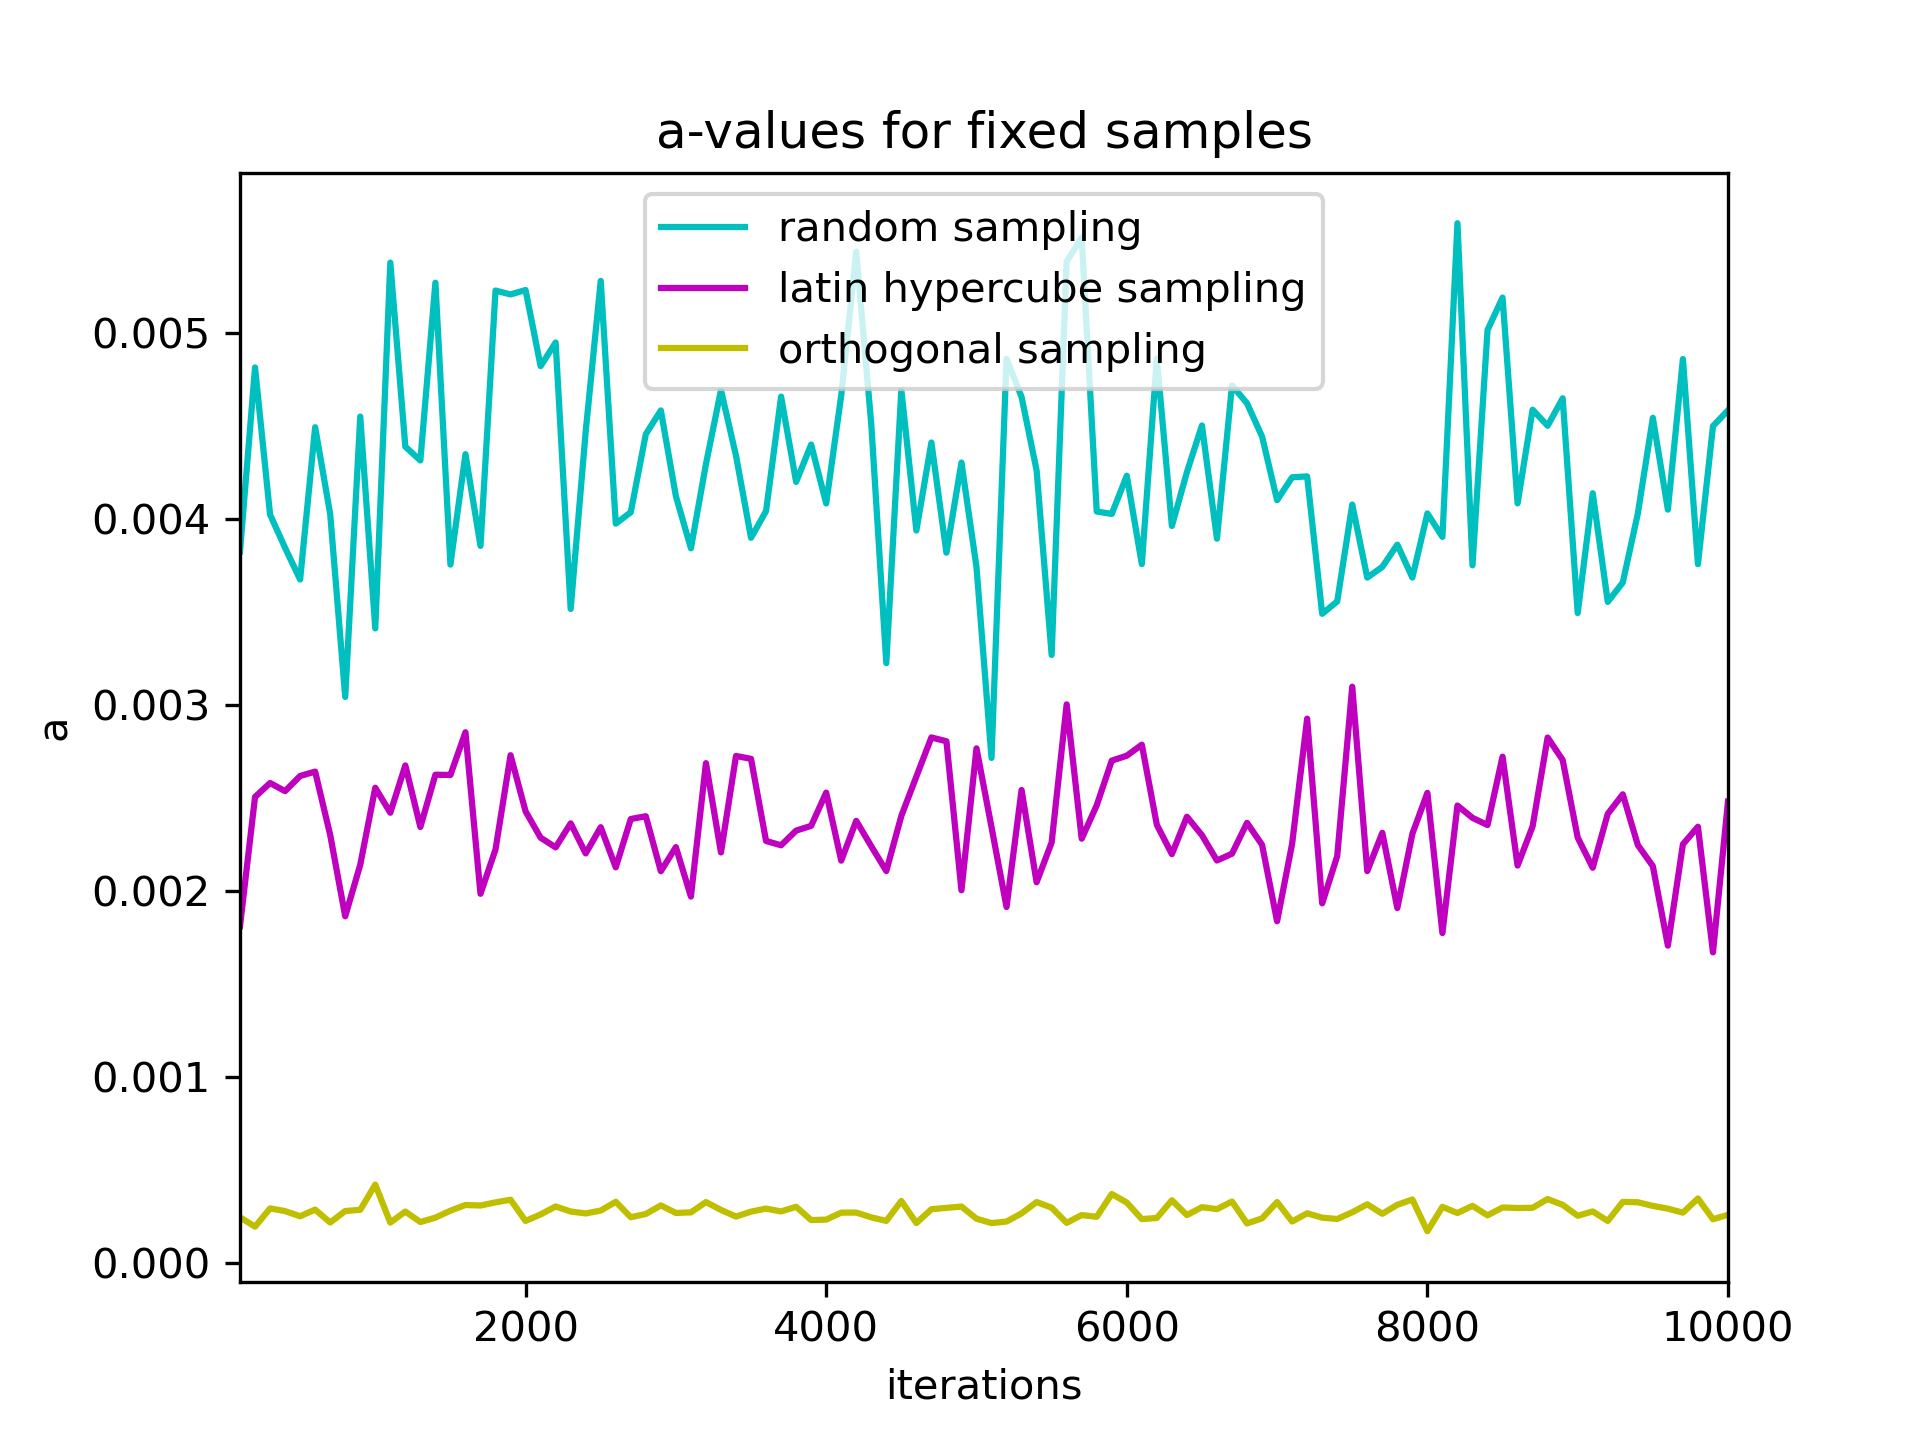 a-values for fixed samples
random sampling
latin hypercube sampling
orthogonal sampling
0.005
0.004
0.003
0.002
0.001
0.000
a
2000 4000 6000 8000 10000
iterations